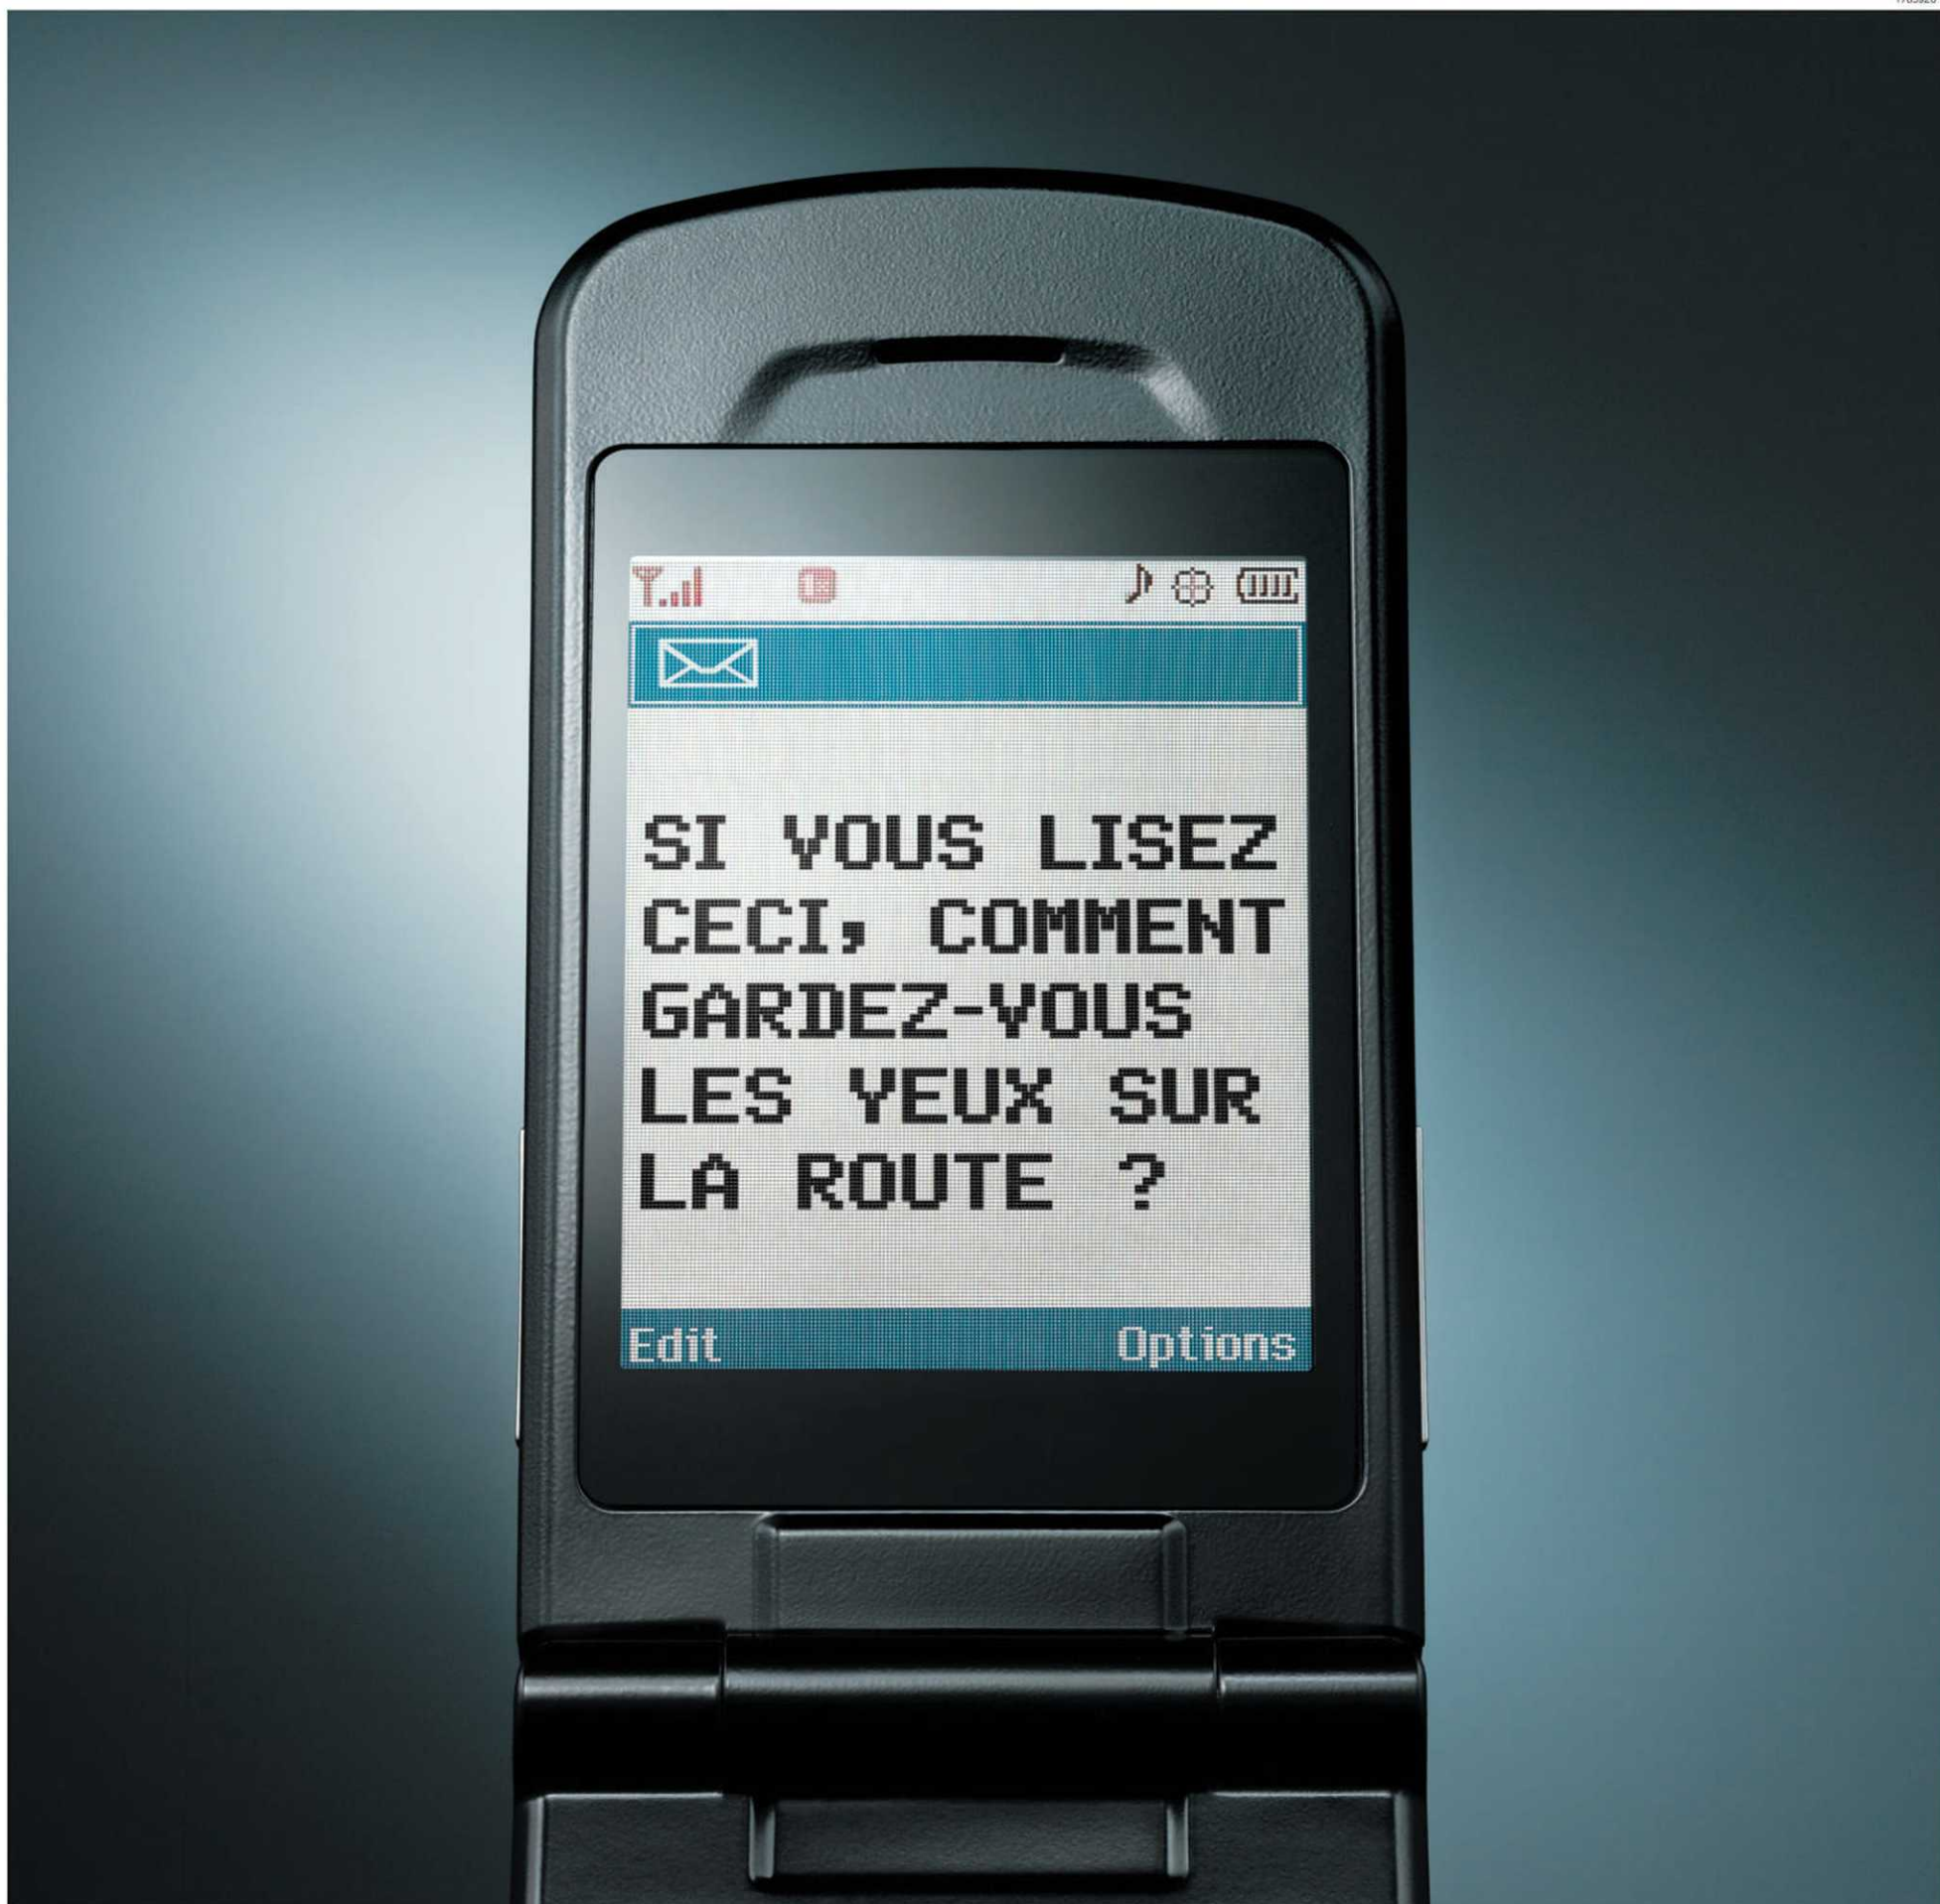 SI VOUS LISEZ
CECI, COMMENT
GARDEZ-VOUS
LES YEUX SUR
LA ROUTE ?
Edit Options